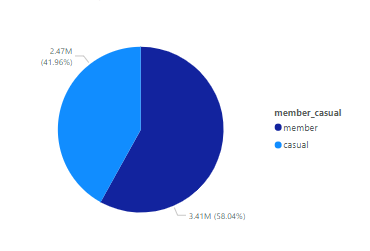 2.47M
(41.96%)
member_casual
member
casual
3.41M (58.04%)